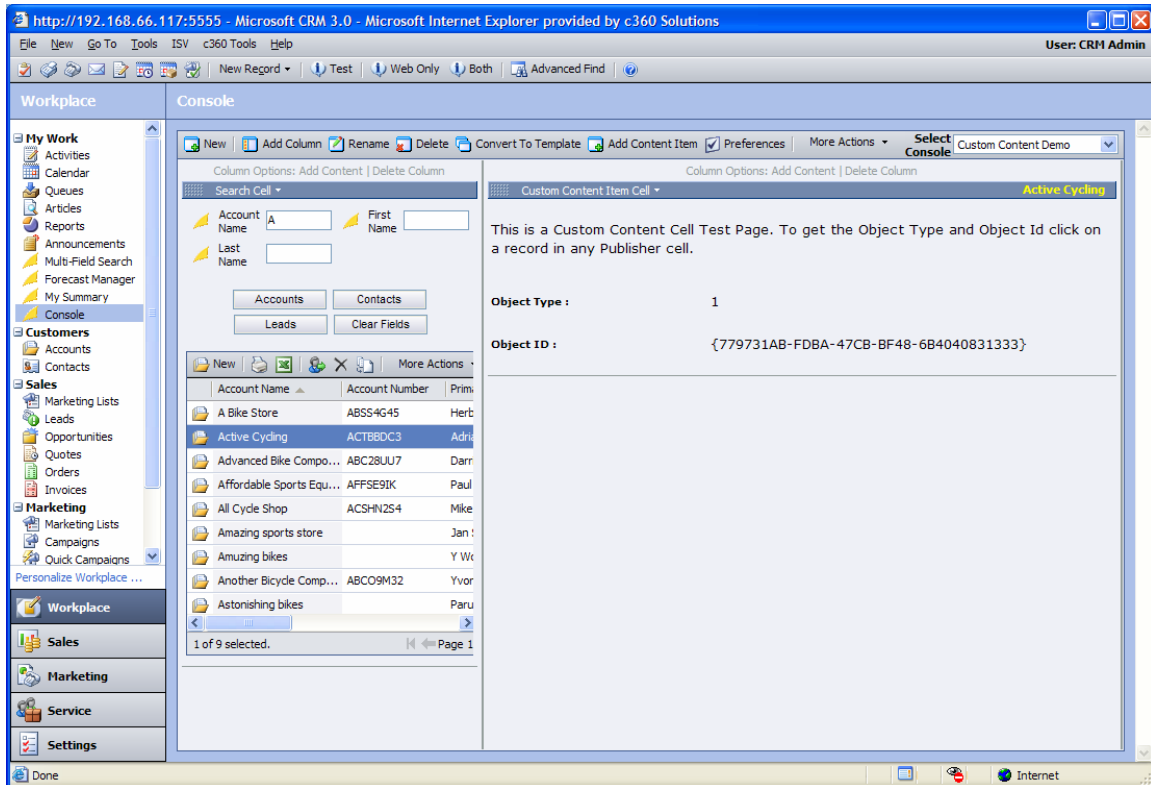 http://192.168.66.117:5555 - Microsoft CRM 3.0 - Microsoft Internet Explorer provided by c360 Solutions
File New Go To Tools ISV c360 Tools Help User: CRM Admin
New Record Test Web Only Both Advanced Find
Workplace
Console
My Work
Activities
Calendar
Queues
Articles
Reports
Announcements
Multi-Field Search
Forecast Manager
My Summary
Console
Customers
Accounts
Contacts
Sales
Marketing Lists
Leads
Opportunities
Quotes
Orders
Invoices
Marketing
Marketing Lists
Campaigns
Quick Campaigns
Personalize Workplace ...
Workplace
Sales
Marketing
Service
Settings
New Add Column Rename Delete Convert To Template Add Content Item Preferences More Actions Select Console Custom Content Demo
Column Options: Add Content | Delete Column
Search Cell
Account Name A First Name
Last Name
Accounts Contacts
Leads Clear Fields
New More Actions
Account Name Account Number Prim
A Bike Store ABSS4G45 Herb
Active Cycling ACTBBDC3 Adria
Advanced Bike Compo... ABC28UU7 Darr
Affordable Sports Equ... AFFSE9IK Paul
All Cycle Shop ACSHN2S4 Mike
Amazing sports store Jan
Amuzing bikes Y Wo
Another Bicycle Comp... ABCO9M32 Yvor
Astonishing bikes Paru
1 of 9 selected. Page 1
Column Options: Add Content | Delete Column
Custom Content Item Cell Active Cycling
This is a Custom Content Cell Test Page. To get the Object Type and Object Id click on
a record in any Publisher cell.
Object Type : 1
Object ID : {779731AB-FDBA-47CB-BF48-6B4040831333}
Done Internet